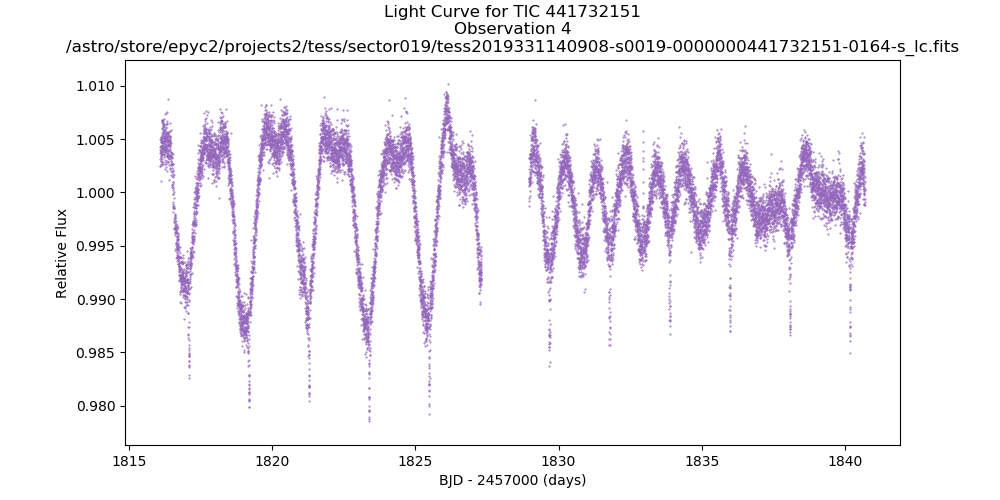 Light Curve for TIC 441732151
Observation 4
/astro/store/epyc2/projects2/tess/sector019/tess2019331140908-s0019-0000000441732151-0164-s_lc.fits
1.010
1.005
1.000
0.995
0.990
0.985
0.980
Relative Flux
1815
1820
1825
1830
1835
1840
BJD - 2457000 (days)